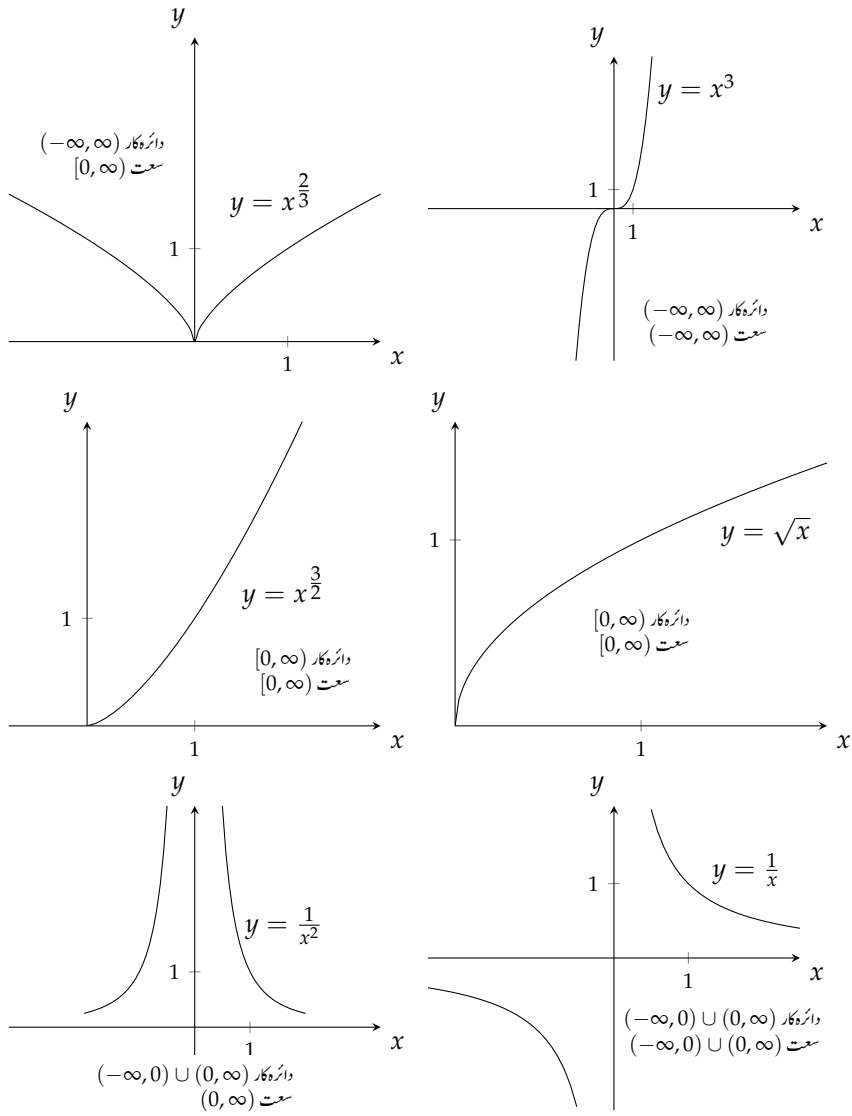 y
(−∞, ∞) دائرہ کار
[0, ∞) سعت
y = x^{2/3}
1
1
x
y
y = x^3
1
1
x
(−∞, ∞) دائرہ کار
(−∞, ∞) سعت
y
y = x^{3/2}
1
[0, ∞) دائرہ کار
[0, ∞) سعت
1
x
y
1
y = √x
[0, ∞) دائرہ کار
[0, ∞) سعت
1
x
y
y = 1/x^2
1
1
x
(−∞, 0) ∪ (0, ∞) دائرہ کار
(0, ∞) سعت
y
y = 1/x
1
1
x
(−∞, 0) ∪ (0, ∞) دائرہ کار
(−∞, 0) ∪ (0, ∞) سعت